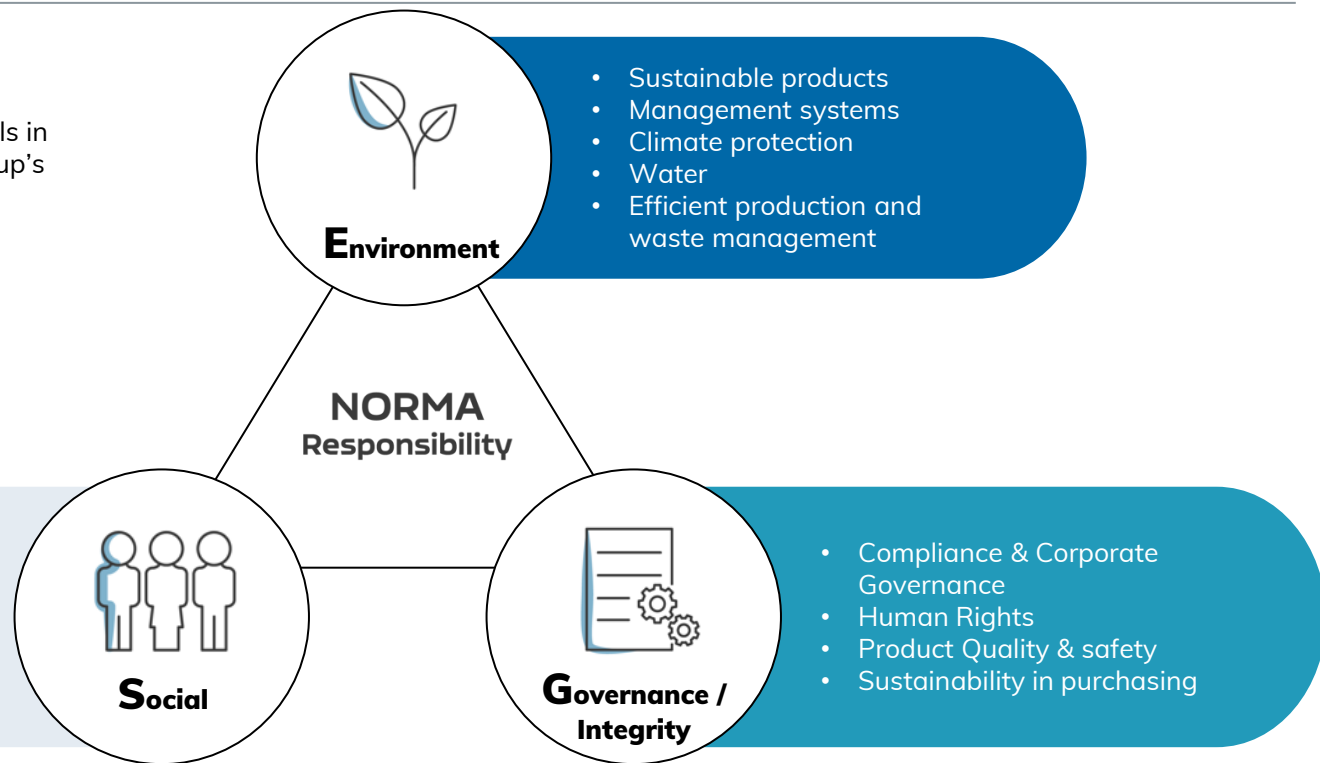 ls in
up's
• Sustainable products
• Management systems
• Climate protection
• Water
• Efficient production and
waste management
Environment
NORMA
Responsibility
Social
Governance /
Integrity
• Compliance & Corporate
Governance
• Human Rights
• Product Quality & safety
• Sustainability in purchasing